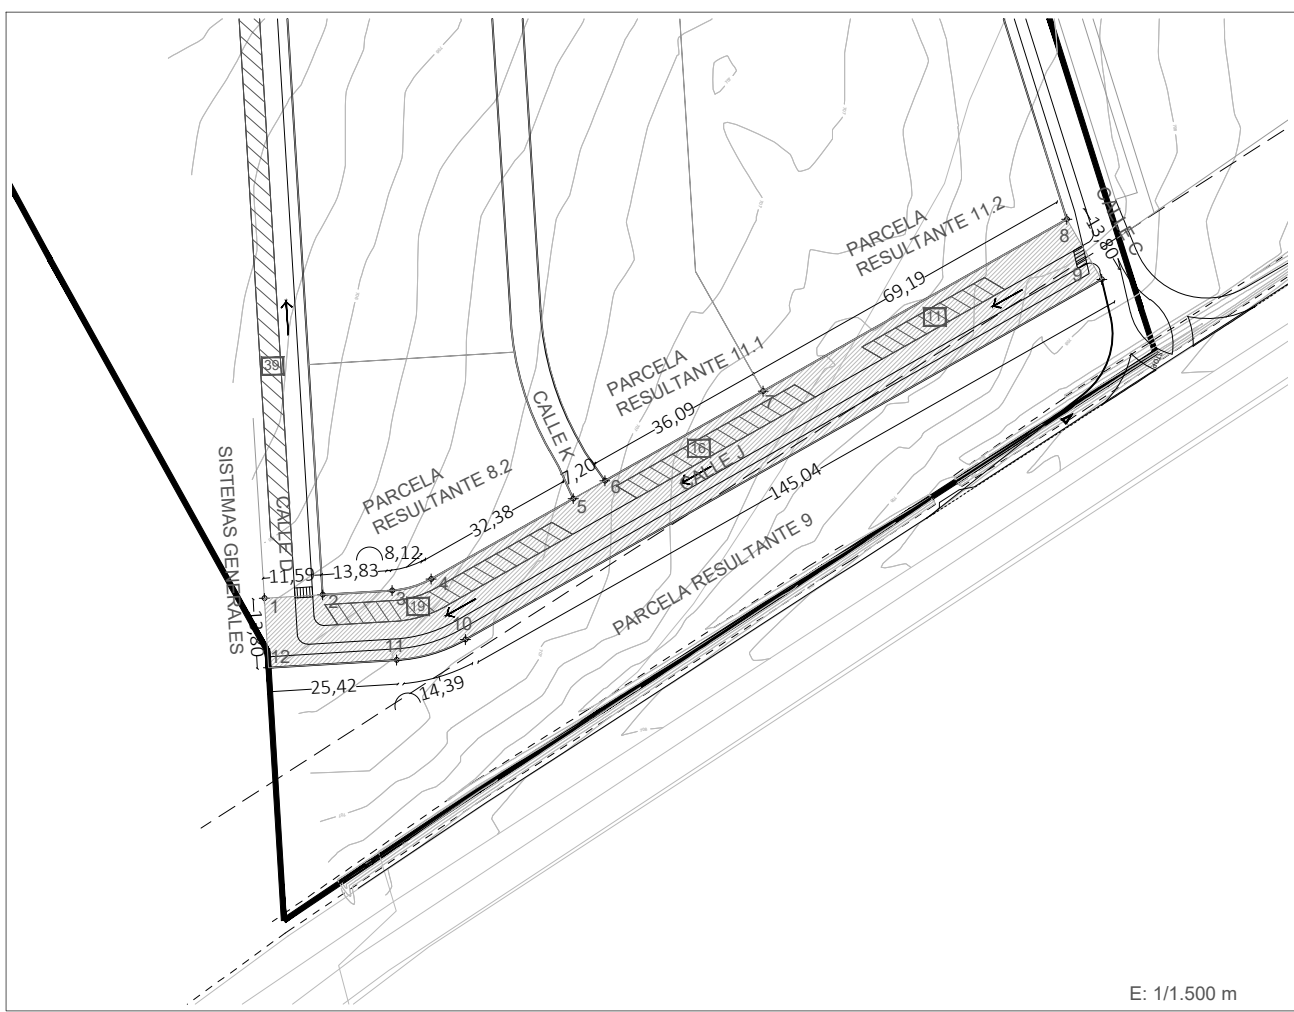 PARCELA
RESULTANTE 11.2
CALLE G
13,80
8
9
69,19
11
PARCELA
RESULTANTE 11.1
7
36,09
39
CALLE K
16
CALLE J
7,20
6
5
145,04
PARCELA
RESULTANTE 8.2
32,38
SISTEMAS GENERALES
CALLE D
8,12
11,59
13,83
4
3
2
1
19
10
11
12
13,80
PARCELA RESULTANTE 9
25,42
14,39
E: 1/1.500 m